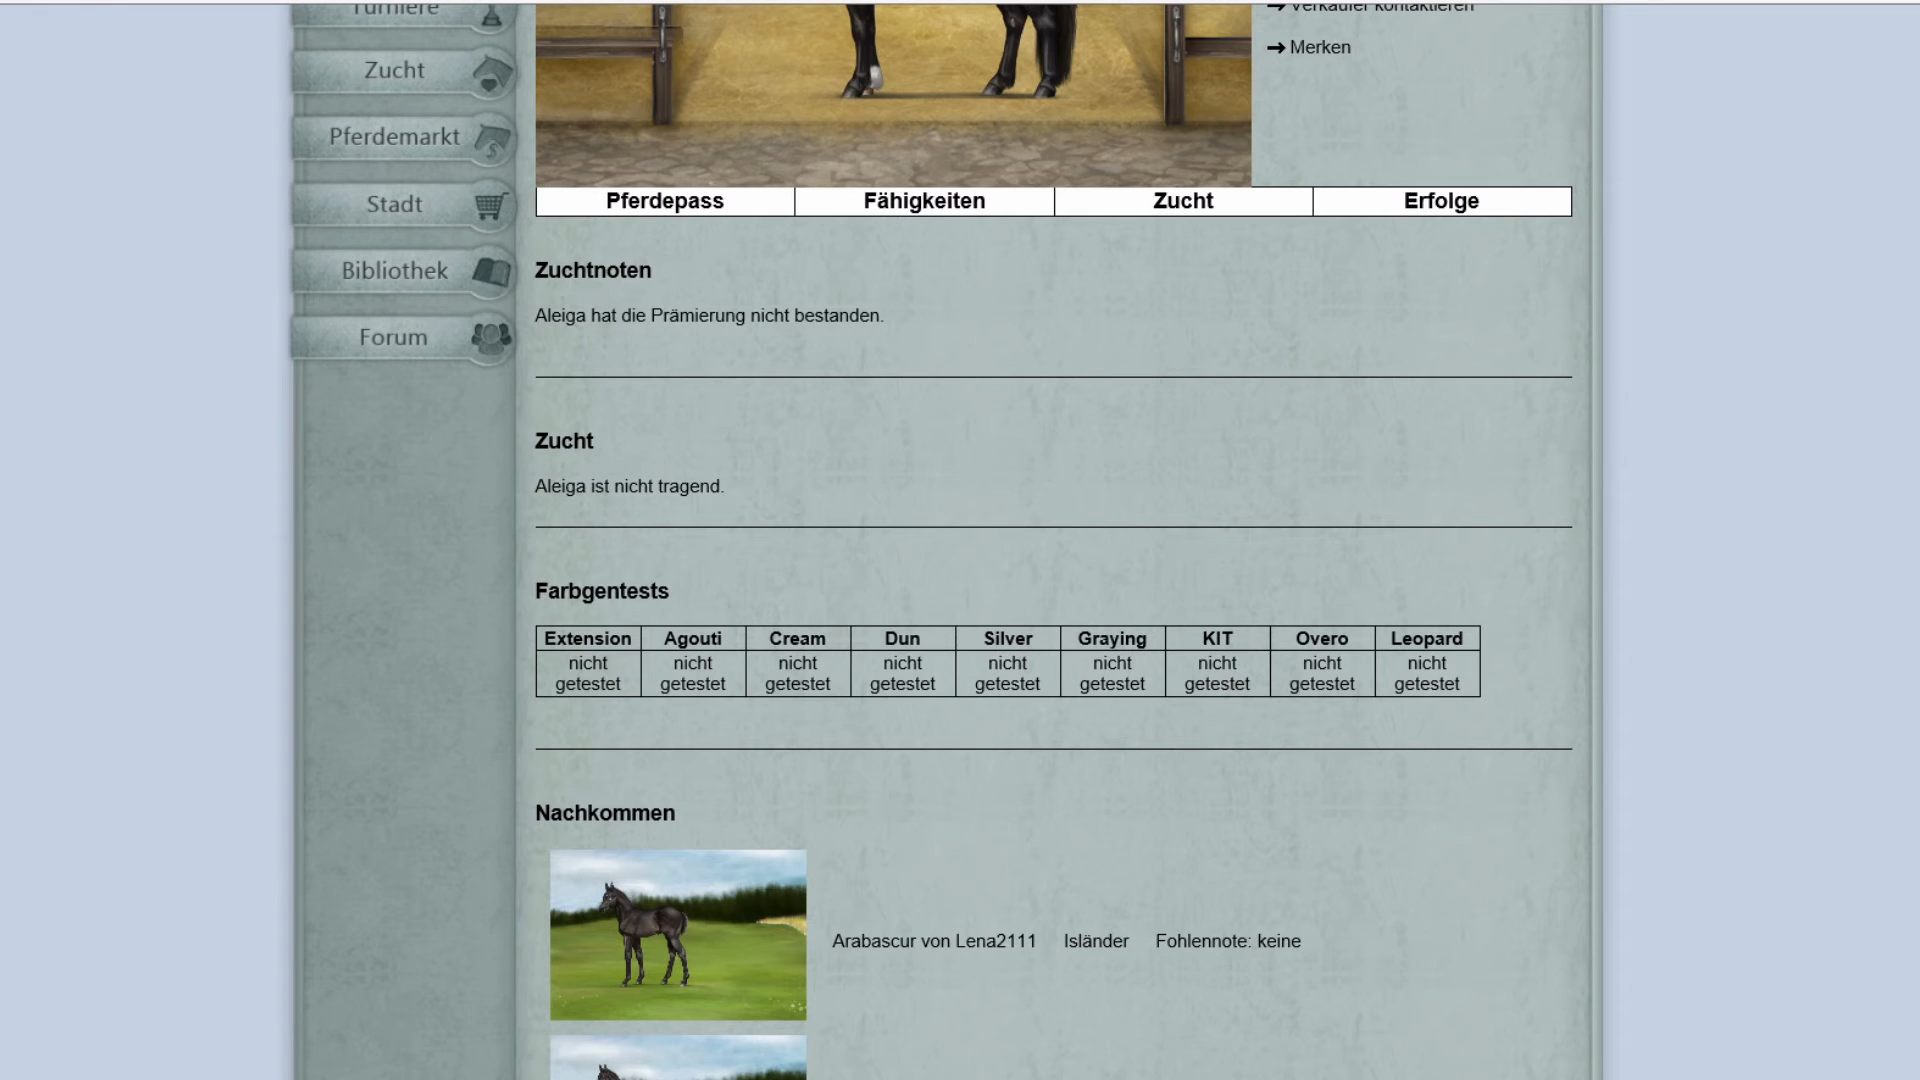 Turniere
Zucht
Pferdemarkt
Stadt
Bibliothek
Forum
Verkäufer kontaktieren
Merken
Pferdepass Fähigkeiten Zucht Erfolge
Zuchtnoten
Aleiga hat die Prämierung nicht bestanden.
Zucht
Aleiga ist nicht tragend.
Farbgentests
Extension Agouti Cream Dun Silver Graying KIT Overo Leopard
nicht nicht nicht nicht nicht nicht nicht nicht nicht
getestet getestet getestet getestet getestet getestet getestet getestet getestet
Nachkommen
Arabascur von Lena2111 Isländer Fohlennote: keine